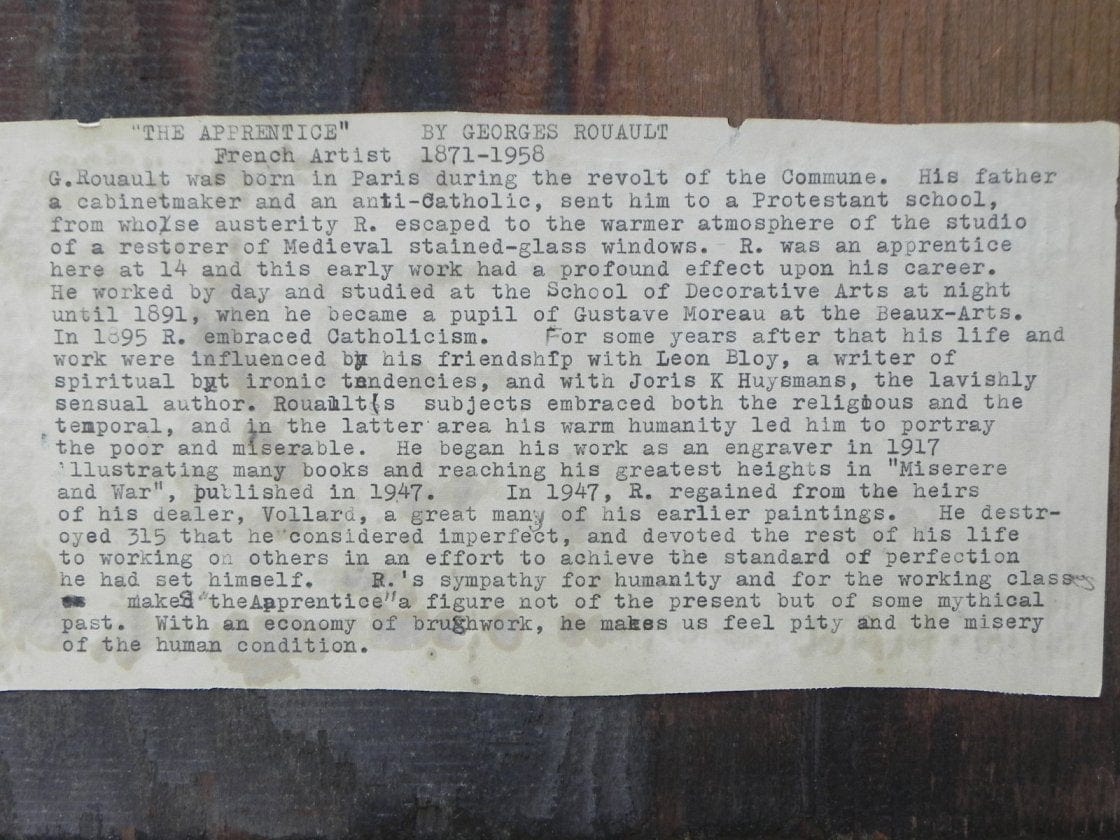 "THE APPRENTICE" BY GEORGES ROUAULT
French Artist 1871-1958
G.Rouault was born in Paris during the revolt of the Commune. His father
a cabinetmaker and an anti-Catholic, sent him to a Protestant school,
from whose austerity R. escaped to the warmer atmosphere of the studio
of a restorer of Medieval stained-glass windows. R. was an apprentice
here at 14 and this early work had a profound effect upon his career.
He worked by day and studied at the School of Decorative Arts at night
until 1891, when he became a pupil of Gustave Moreau at the Beaux-Arts.
In 1895 R. embraced Catholicism. For some years after that his life and
work were influenced by his friendshfp with Leon Bloy, a writer of
spiritual but ironic tendencies, and with Joris K Huysmans, the lavishly
sensual author. Rouault's subjects embraced both the religious and the
temporal, and in the latter area his warm humanity led him to portray
the poor and miserable. He began his work as an engraver in 1917
illustrating many books and reaching his greatest heights in "Miserere
and War", published in 1947. In 1947, R. regained from the heirs
of his dealer, Vollard, a great many of his earlier paintings. He destr-
oyed 315 that he considered imperfect, and devoted the rest of his life
to working on others in an effort to achieve the standard of perfection
he had set himself. R.'s sympathy for humanity and for the working classes
makes "theApprentice" a figure not of the present but of some mythical
past. With an economy of brughwork, he makes us feel pity and the misery
of the human condition.